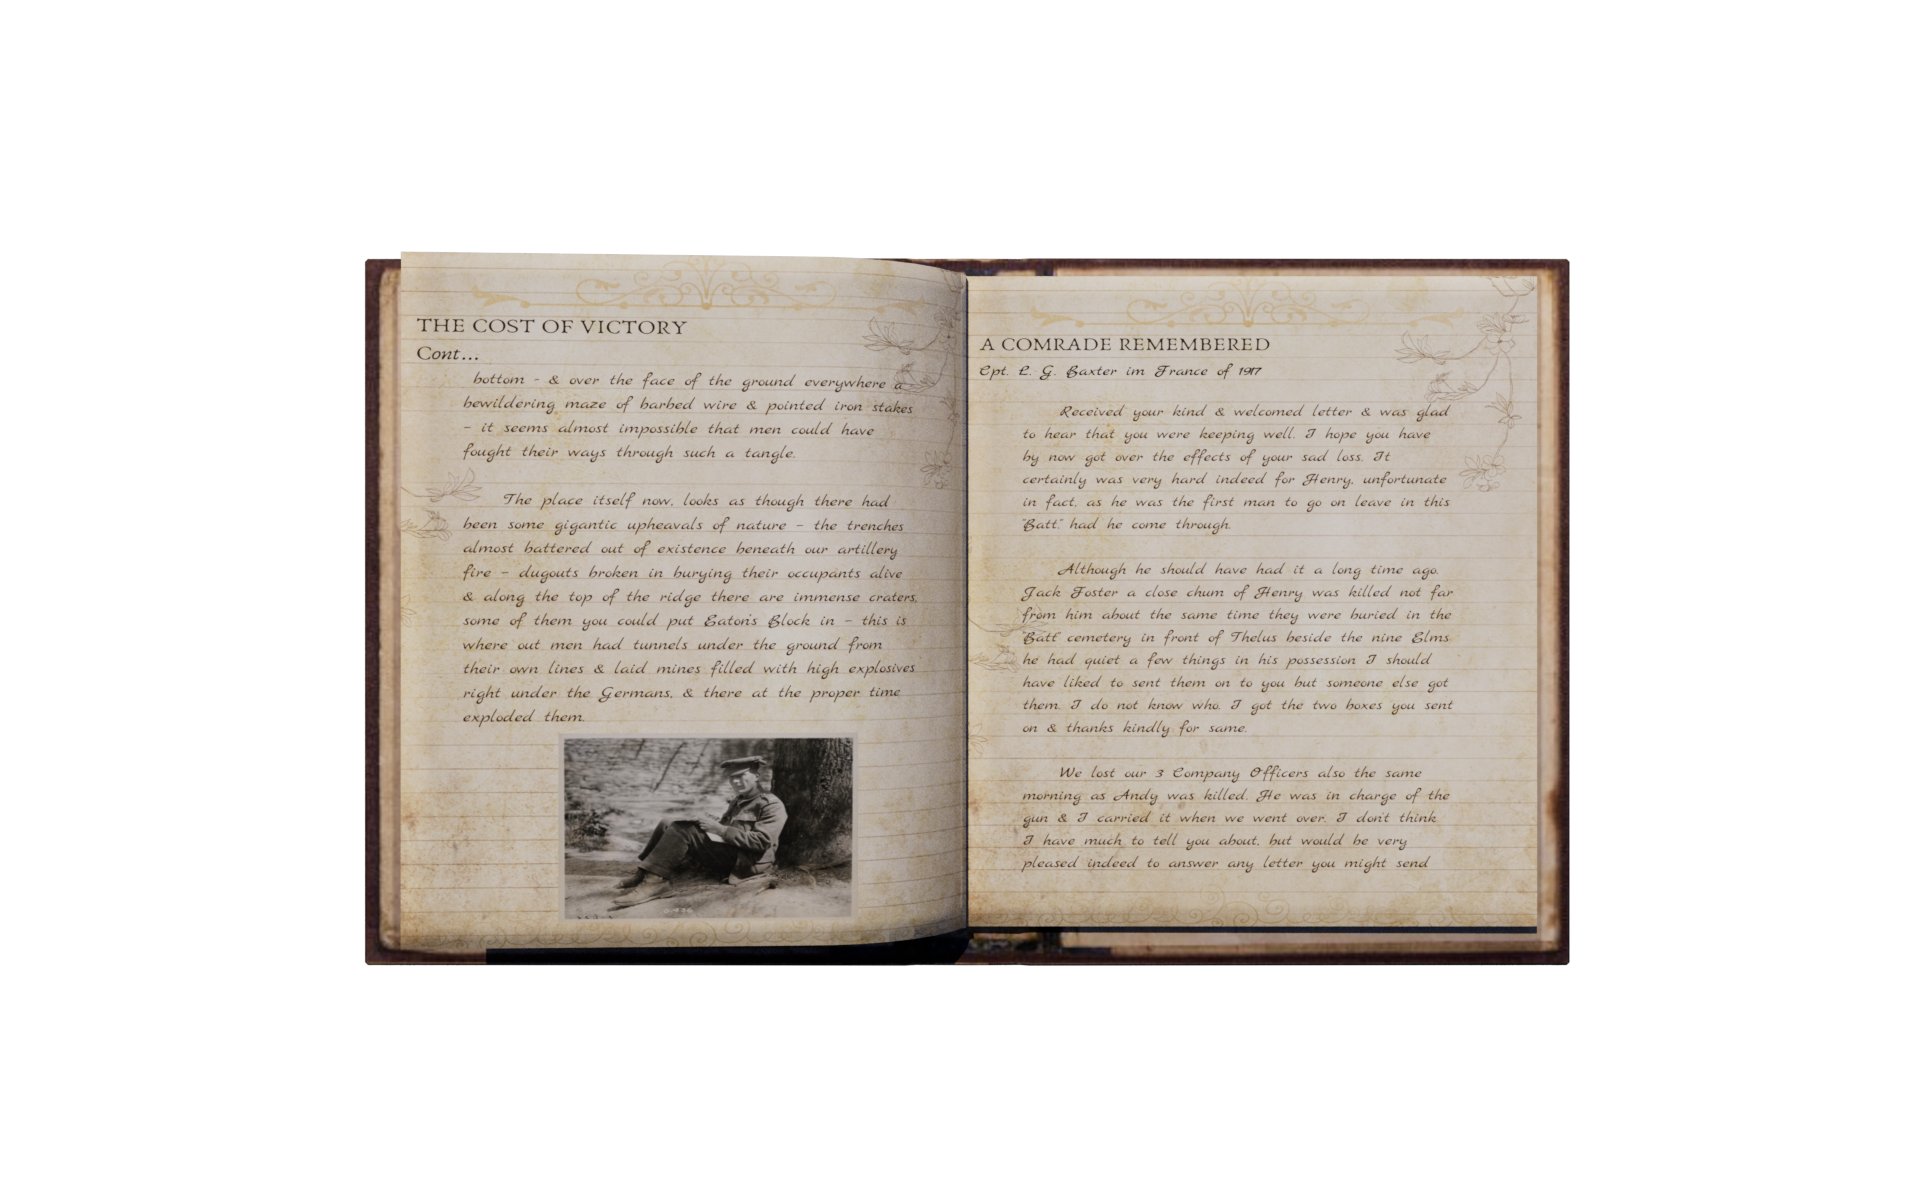 THE COST OF VICTORY
Cont...
bottom - & over the face of the ground everywhere a
bewildering maze of barbed wire & pointed iron stakes
- it seems almost impossible that men could have
fought their ways through such a tangle.
The place itself now, looks as though there had
been some gigantic upheavals of nature - the trenches
almost battered out of existence beneath our artillery
fire - dugouts broken in burying their occupants alive
& along the top of the ridge there are immense craters,
some of them you could put Eaton's Block in - this is
where out men had tunnels under the ground from
their own lines & laid mines filled with high explosives
right under the Germans, & there at the proper time
exploded them.
A COMRADE REMEMBERED
Cpt. L. G. Baxter im France of 1917
Received your kind & welcomed letter & was glad
to hear that you were keeping well. I hope you have
by now got over the effects of your sad loss. It
certainly was very hard indeed for Henry, unfortunate
in fact, as he was the first man to go on leave in this
"Batt," had he come through.
Although he should have had it a long time ago.
Jack Foster a close chum of Henry was killed not far
from him about the same time they were buried in the
"Batt" cemetery in front of Thelus beside the nine Elms
he had quiet a few things in his possession I should
have liked to sent them on to you but someone else got
them. I do not know who. I got the two boxes you sent
on & thanks kindly for same.
We lost our 3 Company Officers also the same
morning as Andy was killed. He was in charge of the
gun & I carried it when we went over. I don't think
I have much to tell you about, but would be very
pleased indeed to answer any letter you might send